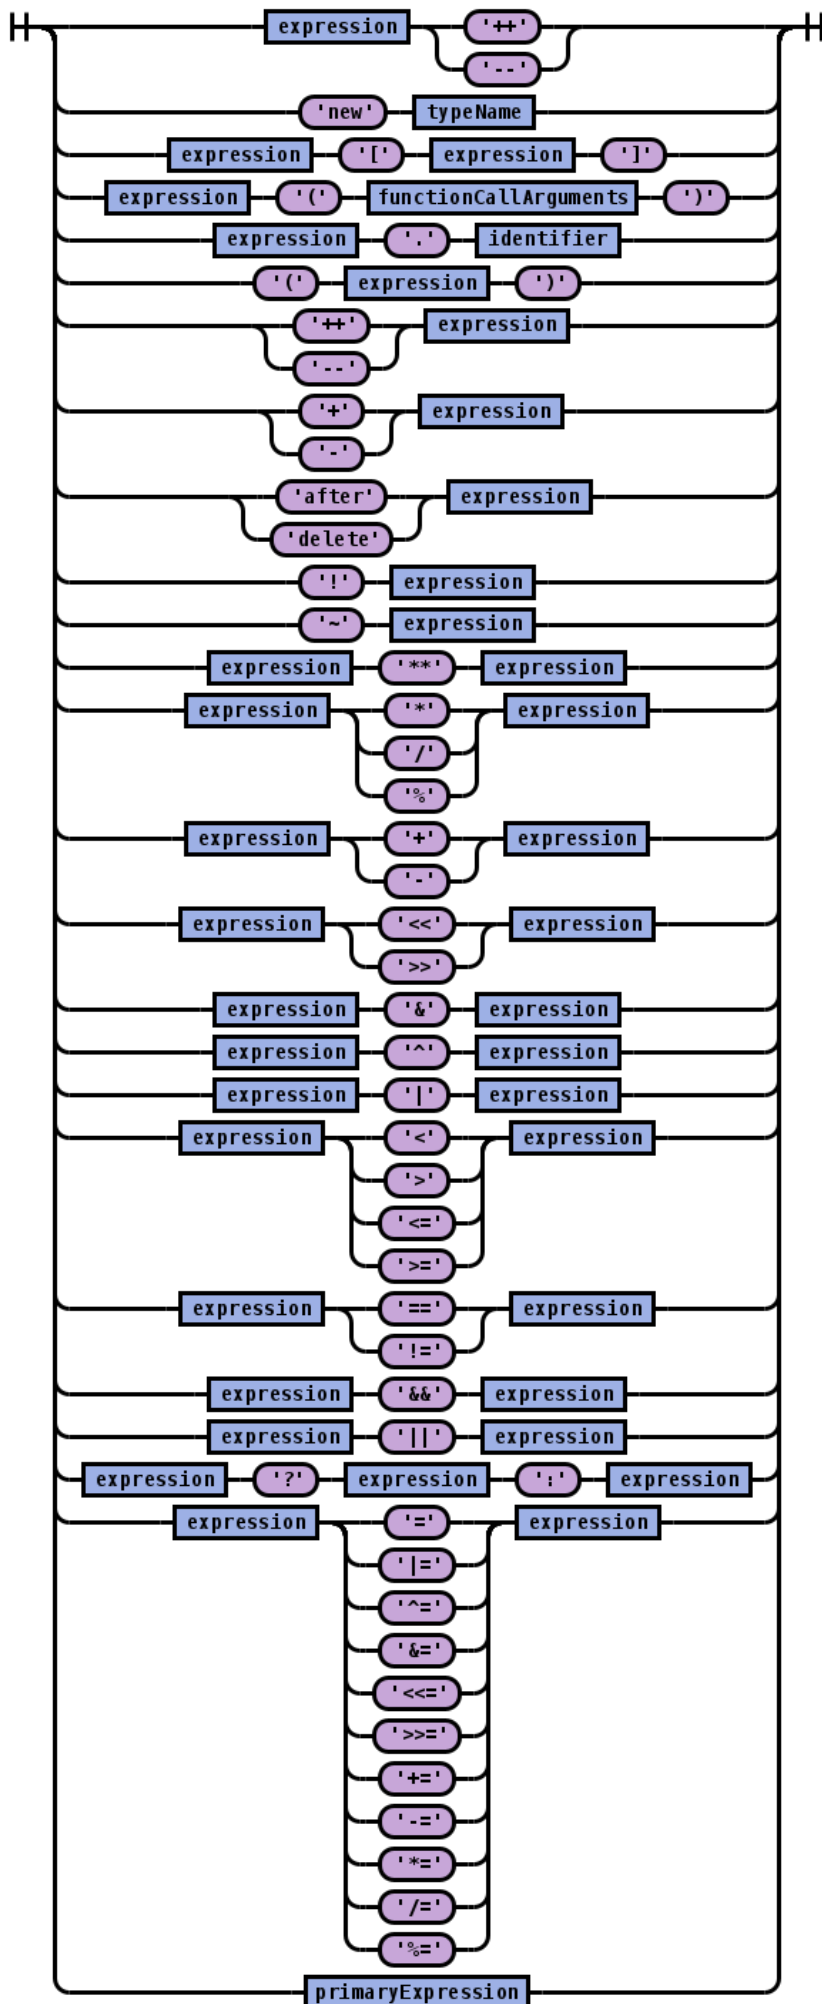 expression '++'
'--'
'new' typeName
expression '[' expression ']'
expression '(' functionCallArguments ')'
expression '.' identifier
'(' expression ')'
'++' expression
'--'
'+' expression
'-'
'after' expression
'delete'
'!' expression
'~' expression
expression '**' expression
expression '*' expression
'/'
'%'
expression '+' expression
'-'
expression '<<' expression
'>>'
expression '&' expression
expression '^' expression
expression '|' expression
expression '<' expression
'>'
'<='
'>='
expression '==' expression
'!='
expression '&&' expression
expression '||' expression
expression '?' expression ':' expression
expression '=' expression
'|='
'^='
'&='
'<<='
'>>='
'+='
'-='
'*='
'/='
'%='
primaryExpression